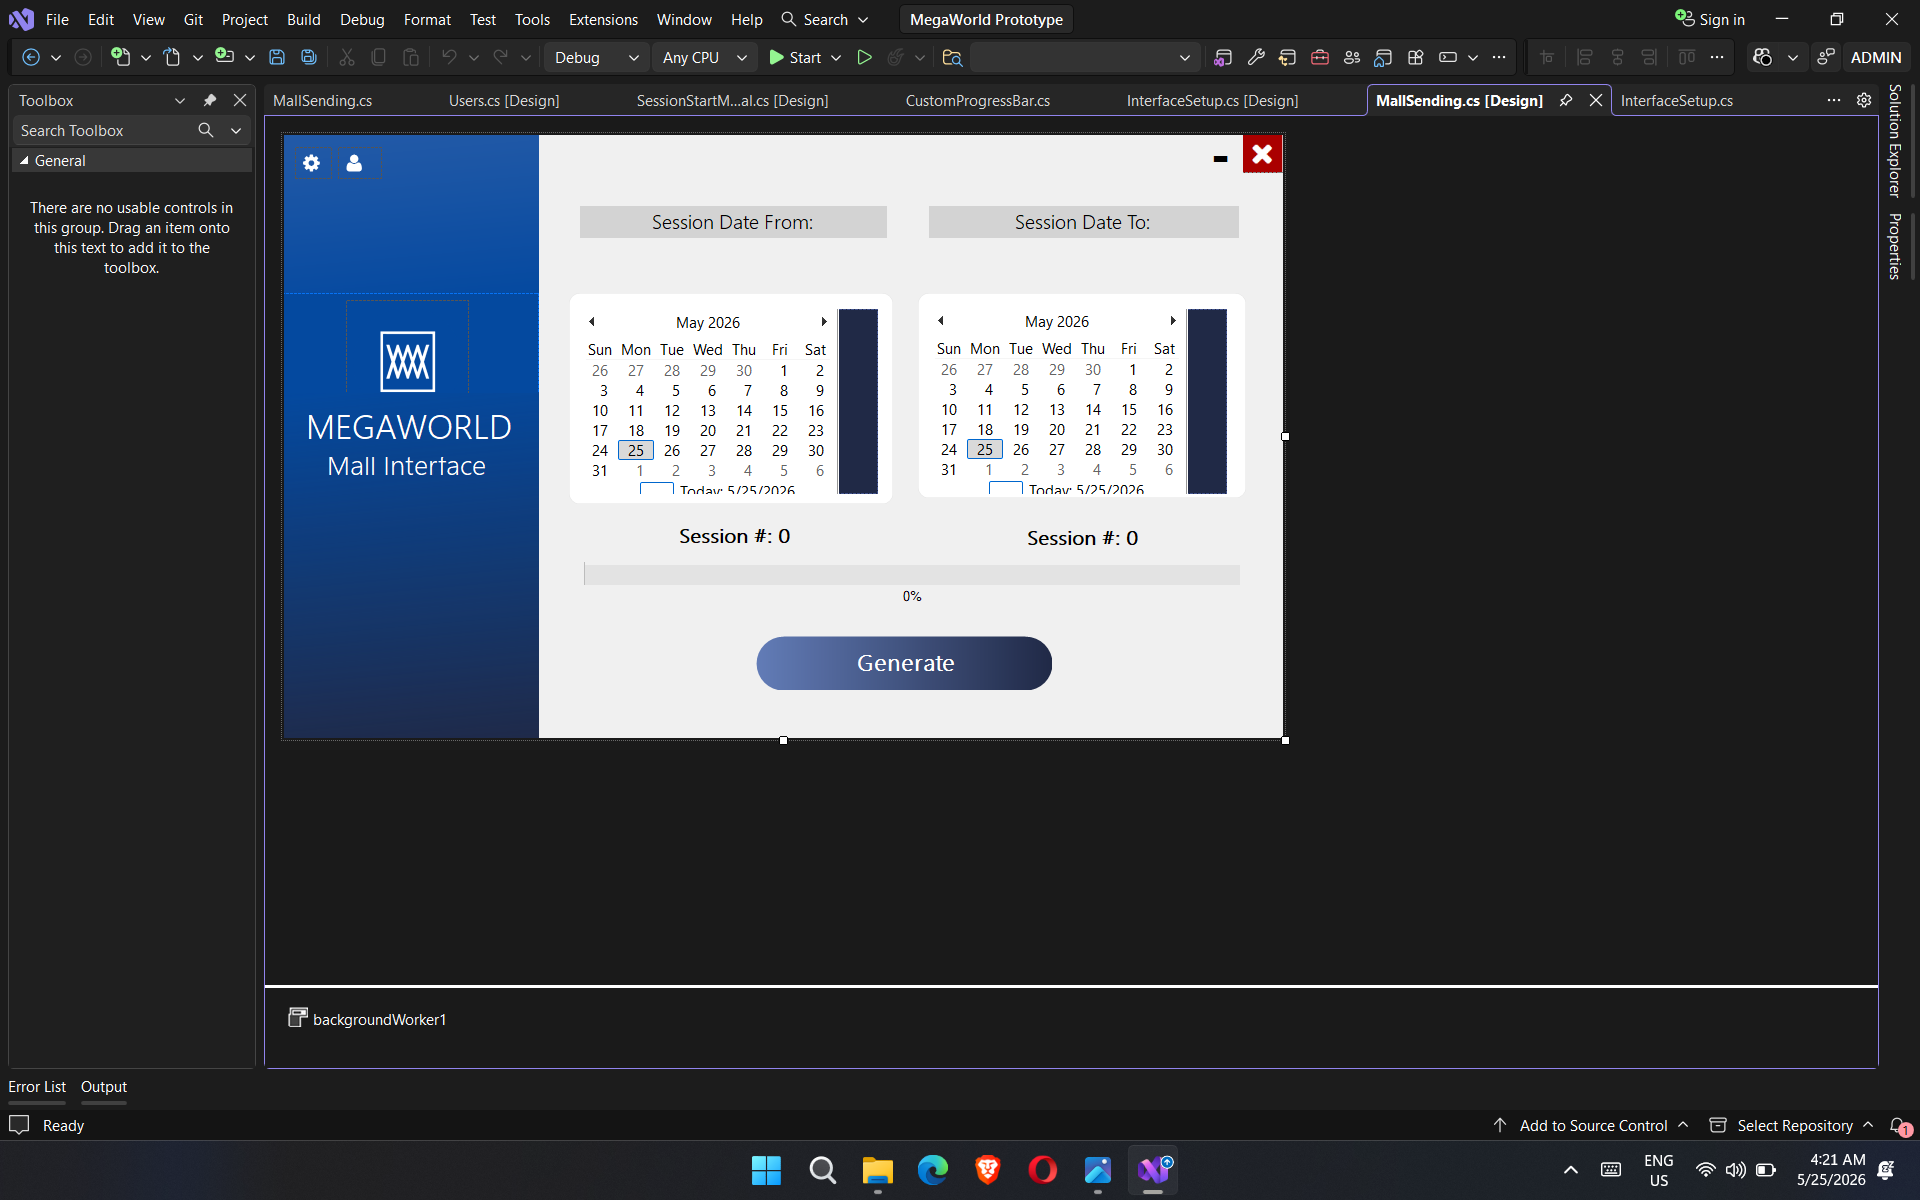 File Edit View Git Project Build Debug Format Test Tools Extensions Window Help Search MegaWorld Prototype Sign in
Debug Any CPU Start ADMIN
Toolbox
MallSending.cs Users.cs [Design] SessionStartM...al.cs [Design] CustomProgressBar.cs InterfaceSetup.cs [Design] MallSending.cs [Design] InterfaceSetup.cs
Search Toolbox
General
There are no usable controls in
this group. Drag an item onto
this text to add it to the
toolbox.
Solution Explorer
Properties
MEGAWORLD
Mall Interface
Session Date From:
Session Date To:
May 2026
Sun Mon Tue Wed Thu Fri Sat
26 27 28 29 30 1 2
3 4 5 6 7 8 9
10 11 12 13 14 15 16
17 18 19 20 21 22 23
24 25 26 27 28 29 30
31 1 2 3 4 5 6
Today: 5/25/2026
May 2026
Sun Mon Tue Wed Thu Fri Sat
26 27 28 29 30 1 2
3 4 5 6 7 8 9
10 11 12 13 14 15 16
17 18 19 20 21 22 23
24 25 26 27 28 29 30
31 1 2 3 4 5 6
Today: 5/25/2026
Session #: 0
Session #: 0
0%
Generate
backgroundWorker1
Error List Output
Ready
Add to Source Control Select Repository 1
ENG
US
4:21 AM
5/25/2026